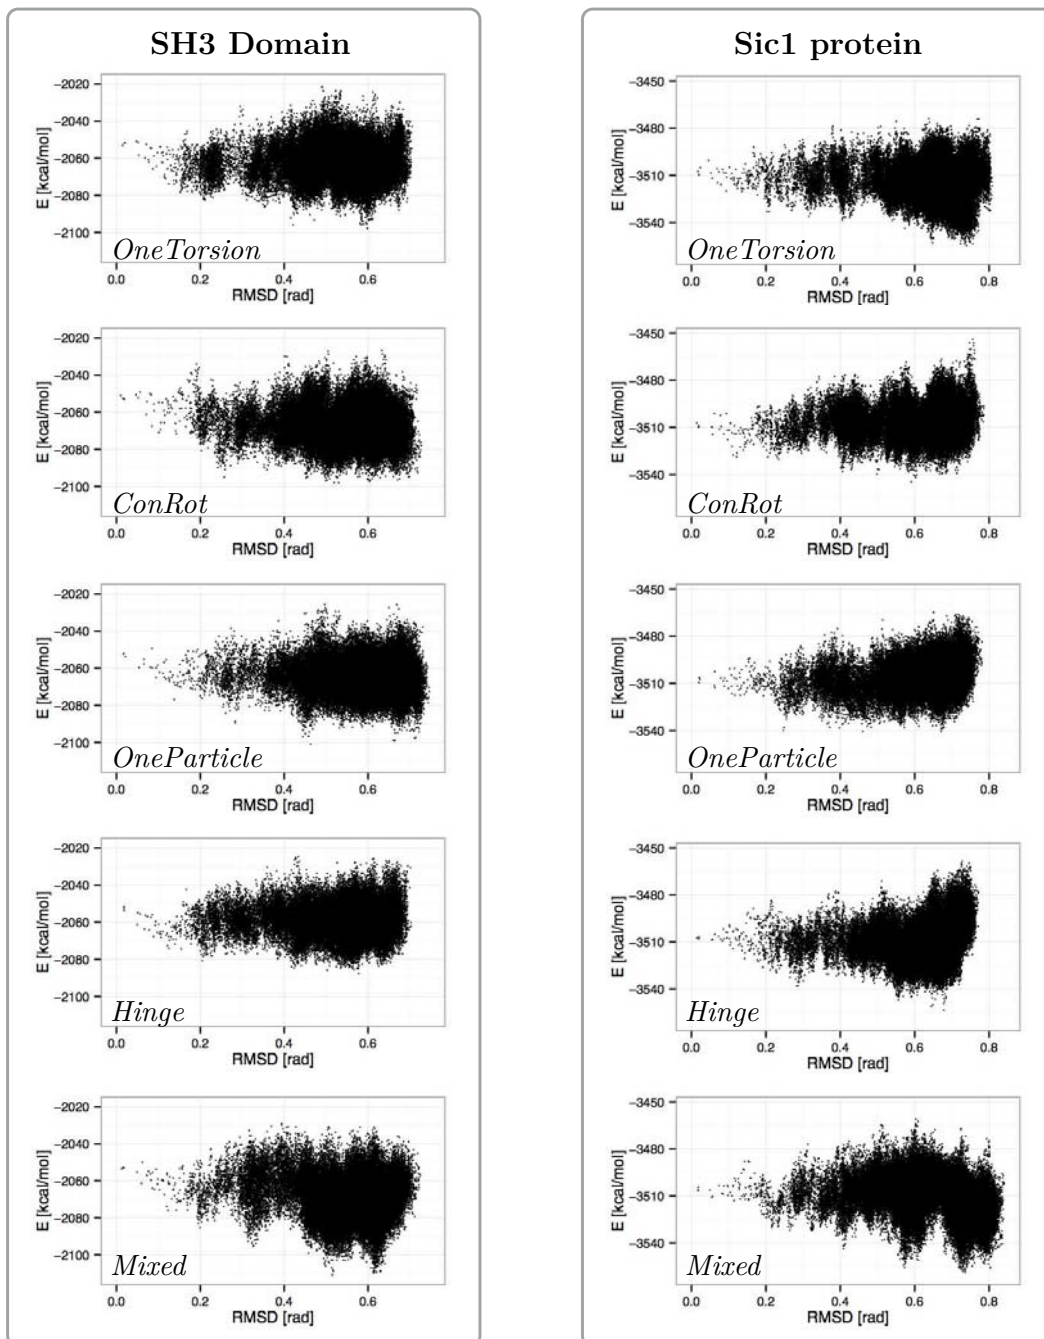 SH3 Domain
−2020
−2040
−2060
−2080
−2100
E [kcal/mol]
OneTorsion
0.0 0.2 0.4 0.6
RMSD [rad]
−2020
−2040
−2060
−2080
−2100
E [kcal/mol]
ConRot
0.0 0.2 0.4 0.6
RMSD [rad]
−2020
−2040
−2060
−2080
−2100
E [kcal/mol]
OneParticle
0.0 0.2 0.4 0.6
RMSD [rad]
−2020
−2040
−2060
−2080
−2100
E [kcal/mol]
Hinge
0.0 0.2 0.4 0.6
RMSD [rad]
−2020
−2040
−2060
−2080
−2100
E [kcal/mol]
Mixed
0.0 0.2 0.4 0.6
RMSD [rad]
Sic1 protein
−3450
−3480
−3510
−3540
E [kcal/mol]
OneTorsion
0.0 0.2 0.4 0.6 0.8
RMSD [rad]
−3450
−3480
−3510
−3540
E [kcal/mol]
ConRot
0.0 0.2 0.4 0.6 0.8
RMSD [rad]
−3450
−3480
−3510
−3540
E [kcal/mol]
OneParticle
0.0 0.2 0.4 0.6 0.8
RMSD [rad]
−3450
−3480
−3510
−3540
E [kcal/mol]
Hinge
0.0 0.2 0.4 0.6 0.8
RMSD [rad]
−3450
−3480
−3510
−3540
E [kcal/mol]
Mixed
0.0 0.2 0.4 0.6 0.8
RMSD [rad]